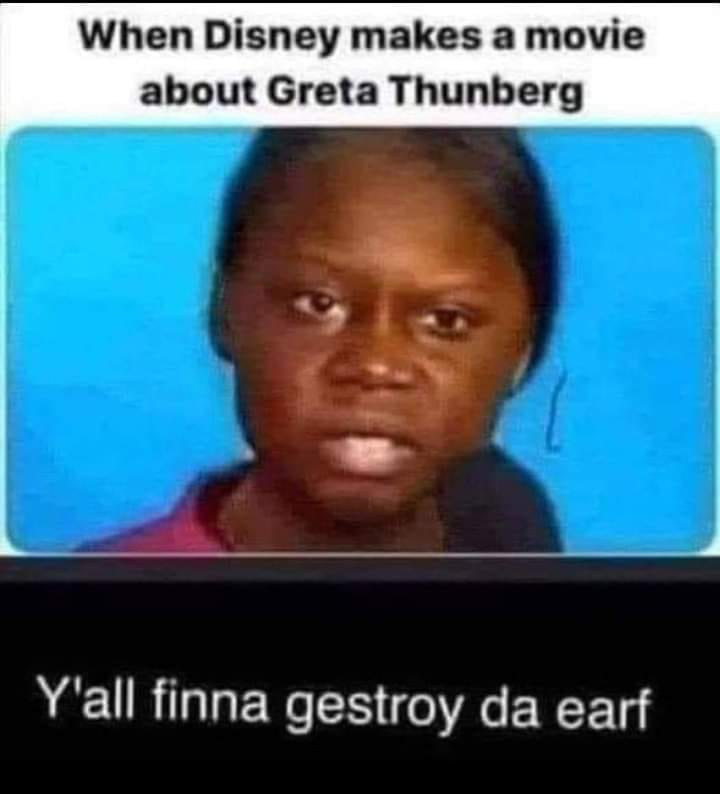 When Disney makes a movie
about Greta Thunberg
Y'all finna gestroy da earf